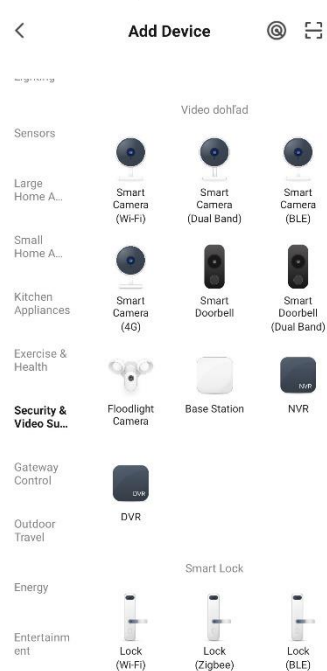 Add Device
Lighting
Sensors
Large
Home A...
Small
Home A...
Kitchen
Appliances
Exercise &
Health
Security &
Video Su...
Gateway
Control
Outdoor
Travel
Energy
Entertainm
ent
Video dohľad
Smart
Camera
(Wi-Fi)
Smart
Camera
(Dual Band)
Smart
Camera
(BLE)
Smart
Camera
(4G)
Smart
Doorbell
Smart
Doorbell
(Dual Band)
Floodlight
Camera
Base Station
NVR
NVR
DVR
DVR
Smart Lock
Lock
(Wi-Fi)
Lock
(Zigbee)
Lock
(BLE)